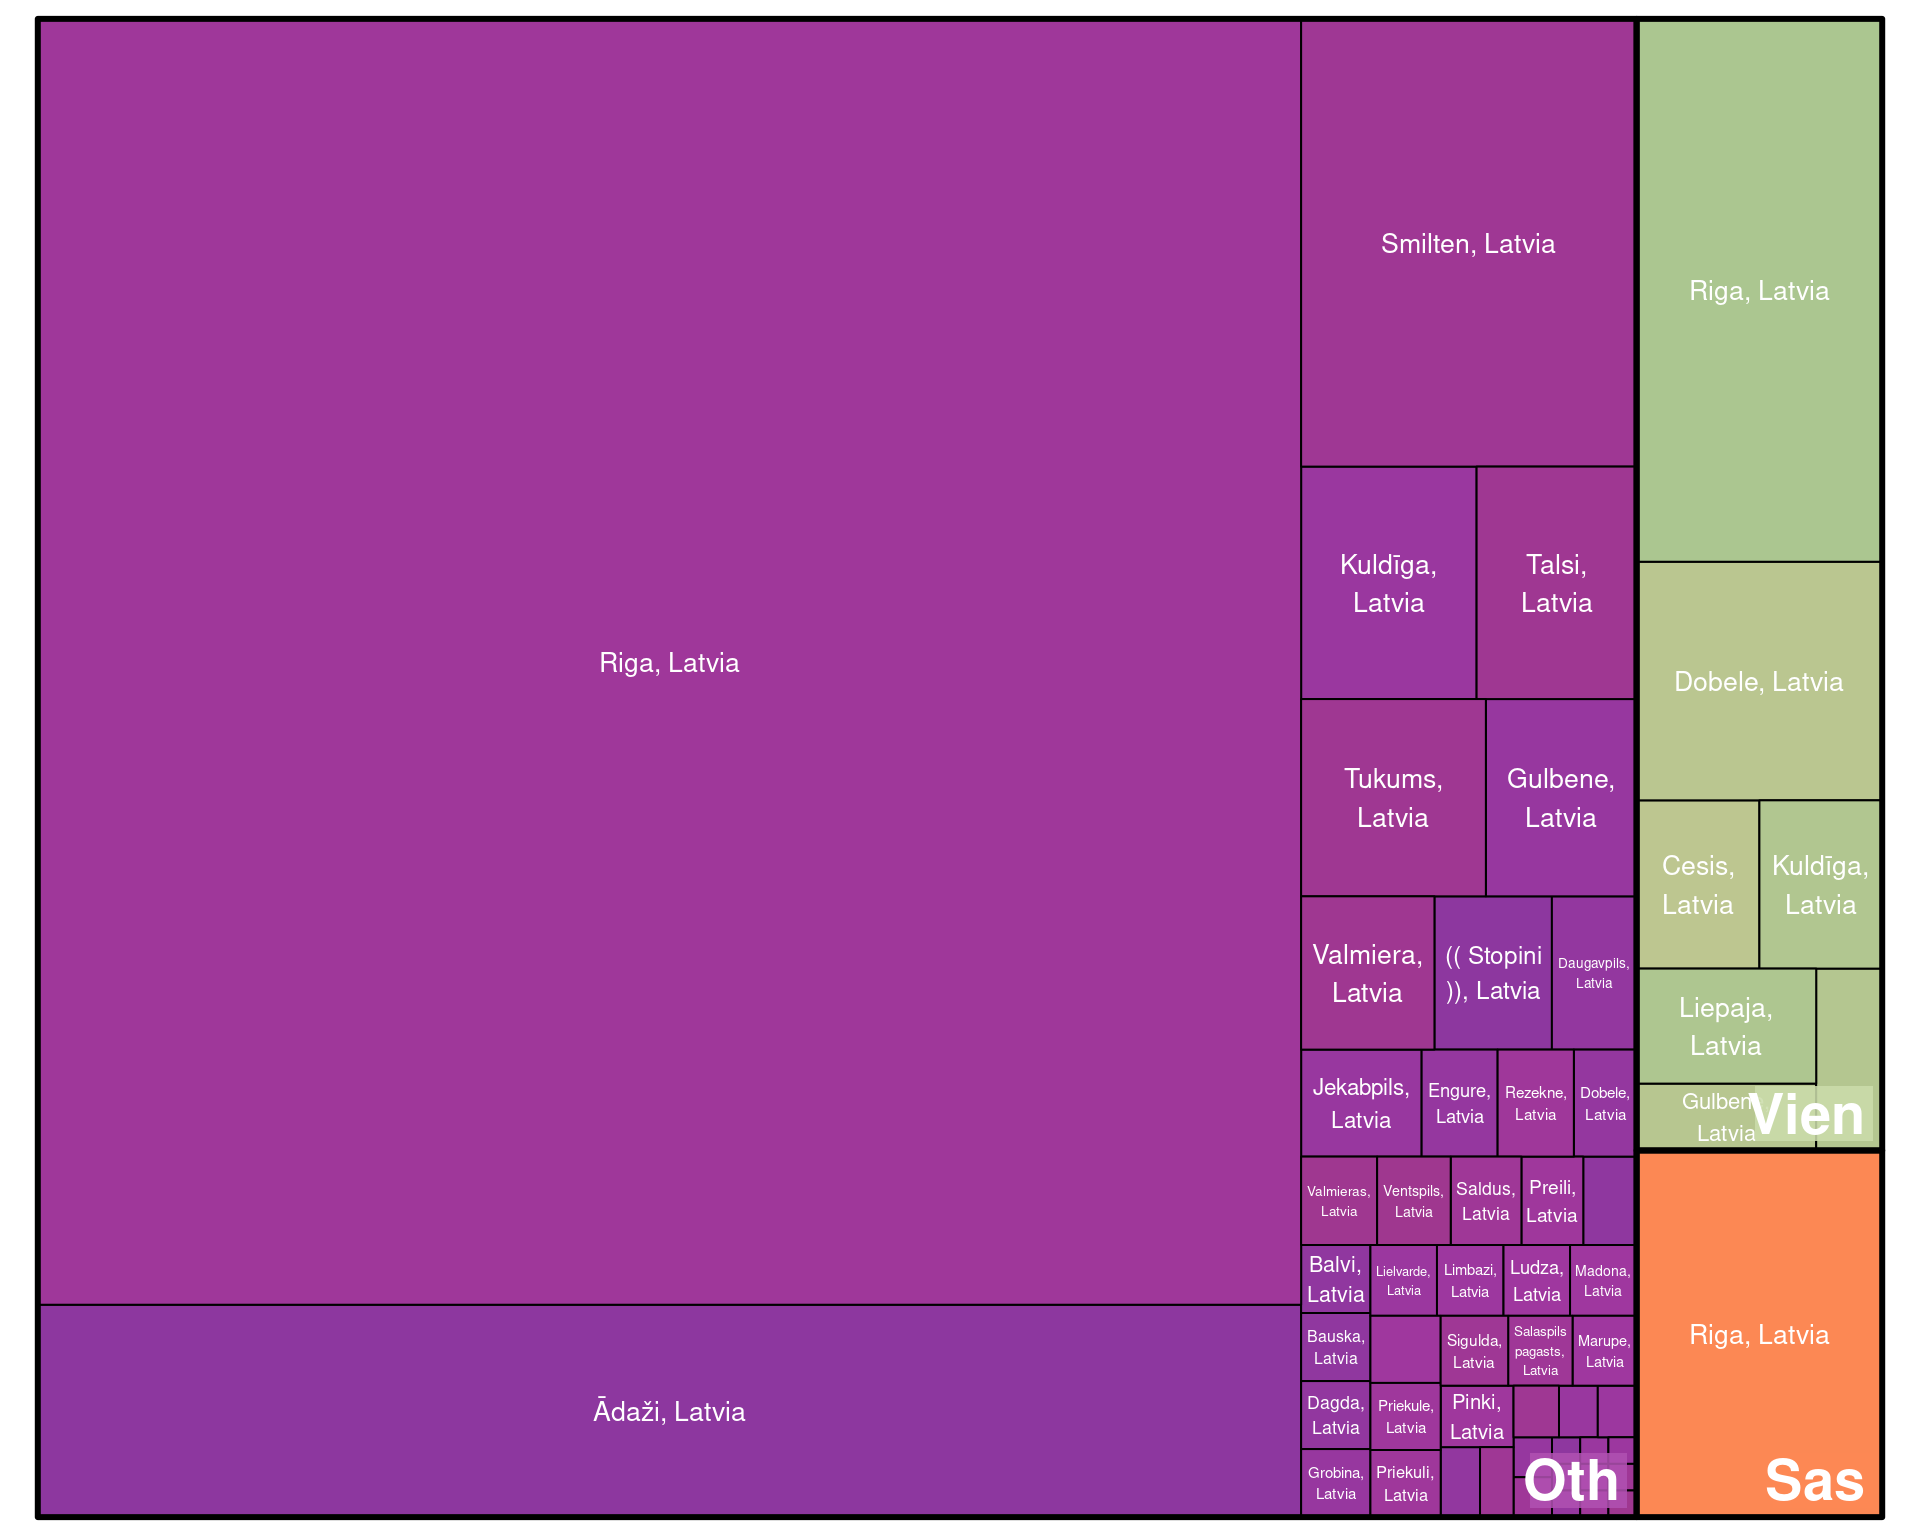 Riga, Latvia
Ādaži, Latvia
Smilten, Latvia
Kuldīga,
Latvia
Talsi,
Latvia
Tukums,
Latvia
Gulbene,
Latvia
Valmiera,
Latvia
(( Stopini
)), Latvia
Daugavpils,
Latvia
Jekabpils,
Latvia
Engure,
Latvia
Rezekne,
Latvia
Dobele,
Latvia
Valmieras,
Latvia
Ventspils,
Latvia
Saldus,
Latvia
Preili,
Latvia
Balvi,
Latvia
Lielvarde,
Latvia
Limbazi,
Latvia
Ludza,
Latvia
Madona,
Latvia
Bauska,
Latvia
Sigulda,
Latvia
Salaspils
pagasts,
Latvia
Marupe,
Latvia
Dagda,
Latvia
Priekule,
Latvia
Pinki,
Latvia
Grobina,
Latvia
Priekuli,
Latvia
Oth
Riga, Latvia
Dobele, Latvia
Cesis,
Latvia
Kuldīga,
Latvia
Liepaja,
Latvia
Gulben
Latvia
Vien
Riga, Latvia
Sas